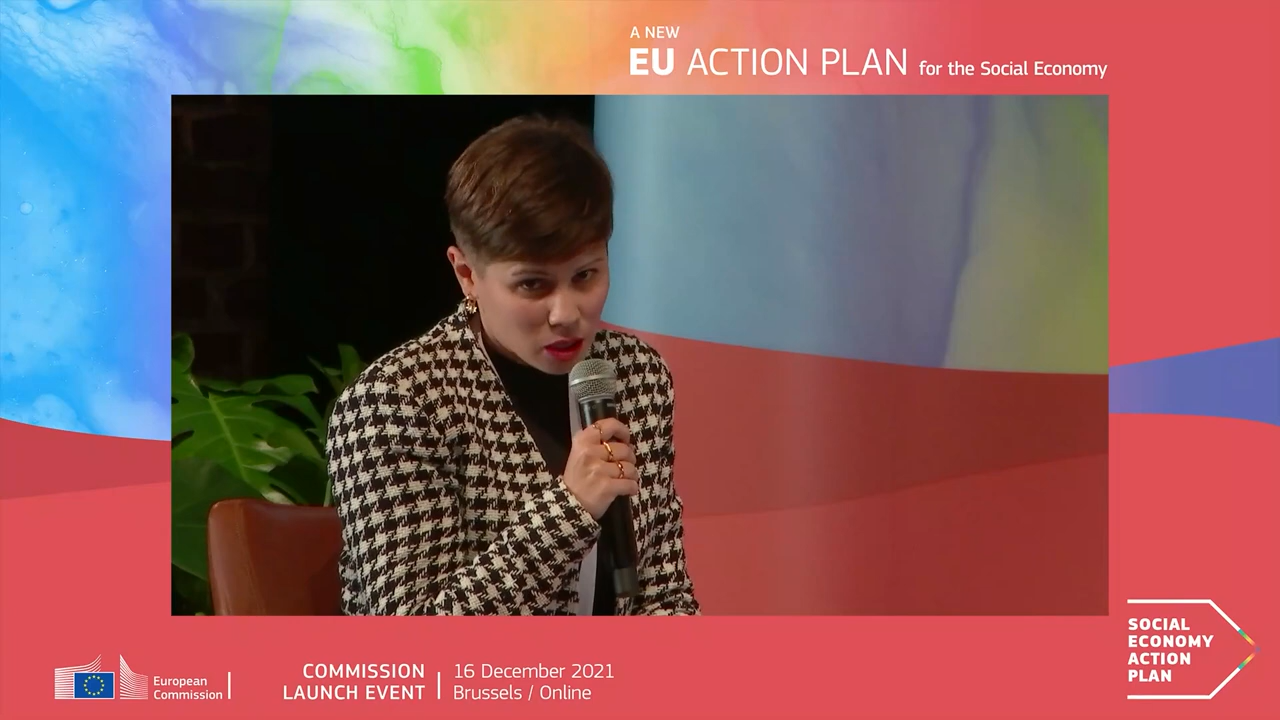 A NEW
EU ACTION PLAN for the Social Economy
SOCIAL
ECONOMY
ACTION
PLAN
European
Commission
COMMISSION
LAUNCH EVENT
16 December 2021
Brussels / Online